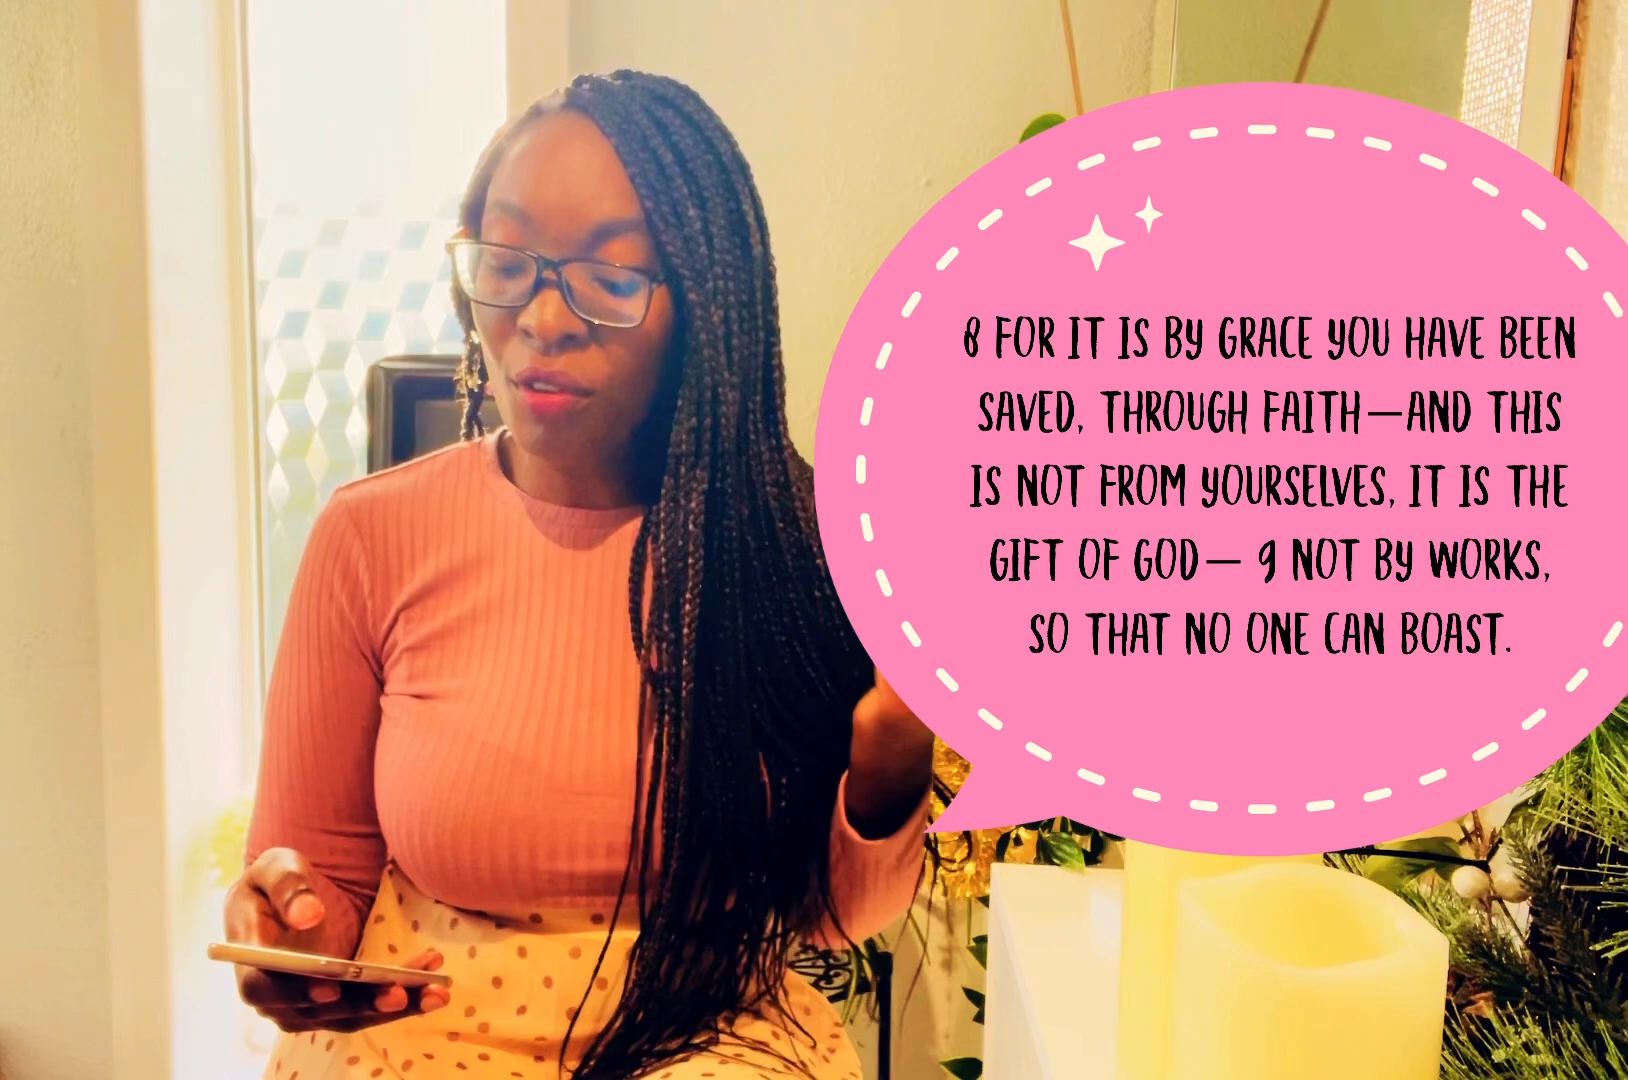 8 FOR IT IS BY GRACE YOU HAVE BEEN
SAVED, THROUGH FAITH—AND THIS
IS NOT FROM YOURSELVES, IT IS THE
GIFT OF GOD— 9 NOT BY WORKS,
SO THAT NO ONE CAN BOAST.